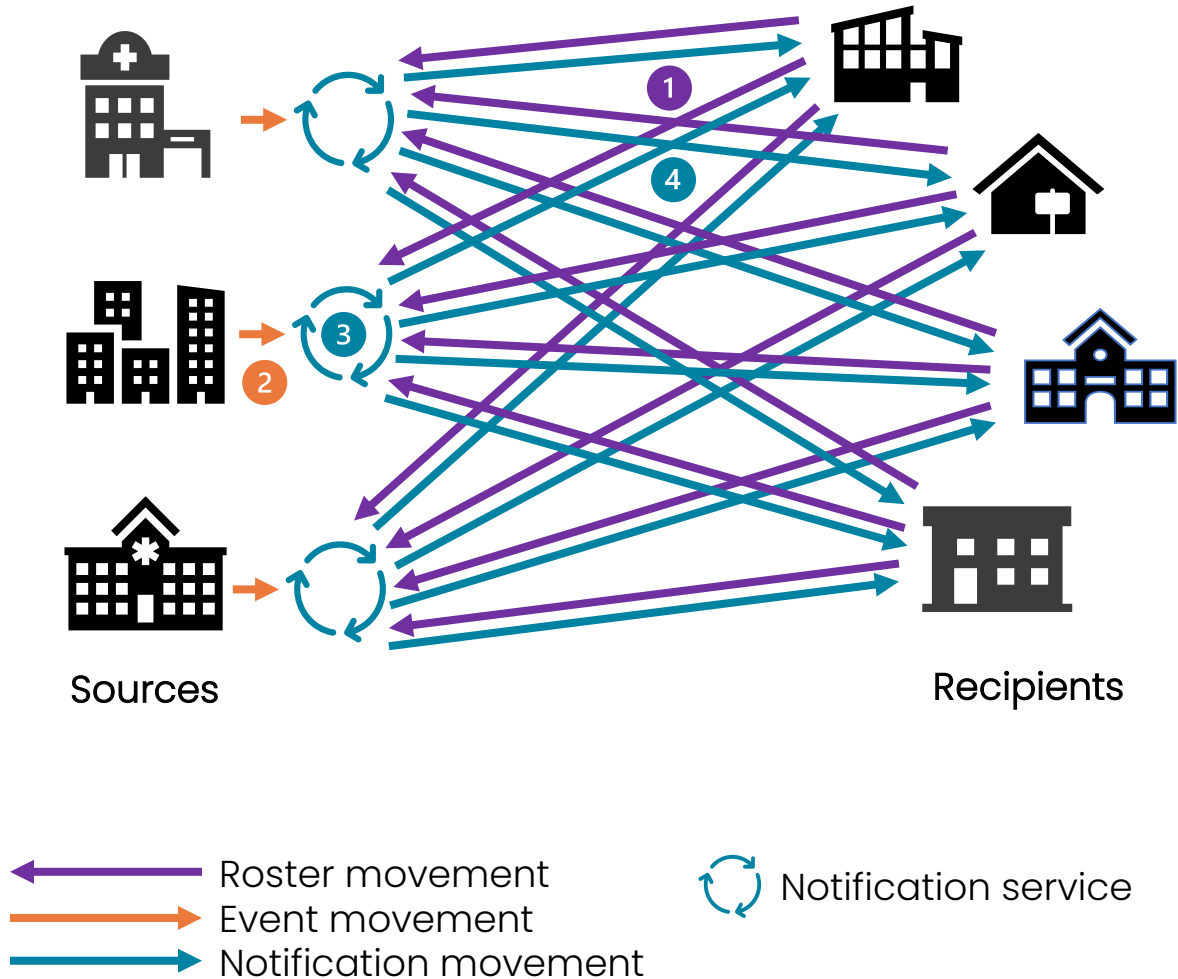 1
4
3
2
Sources
Recipients
Roster movement
Event movement
Notification movement
Notification service